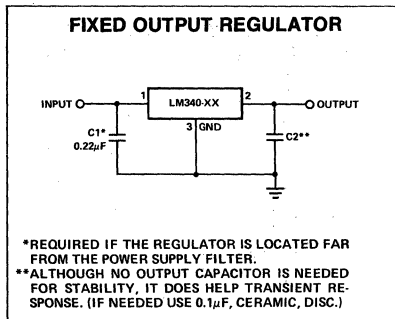 FIXED OUTPUT REGULATOR
1 LM340-XX 2
INPUT OUTPUT
3 GND
C1*
0.22µF
C2**
*REQUIRED IF THE REGULATOR IS LOCATED FAR
FROM THE POWER SUPPLY FILTER.
**ALTHOUGH NO OUTPUT CAPACITOR IS NEEDED
FOR STABILITY, IT DOES HELP TRANSIENT RE-
SPONSE. (IF NEEDED USE 0.1µF, CERAMIC, DISC.)